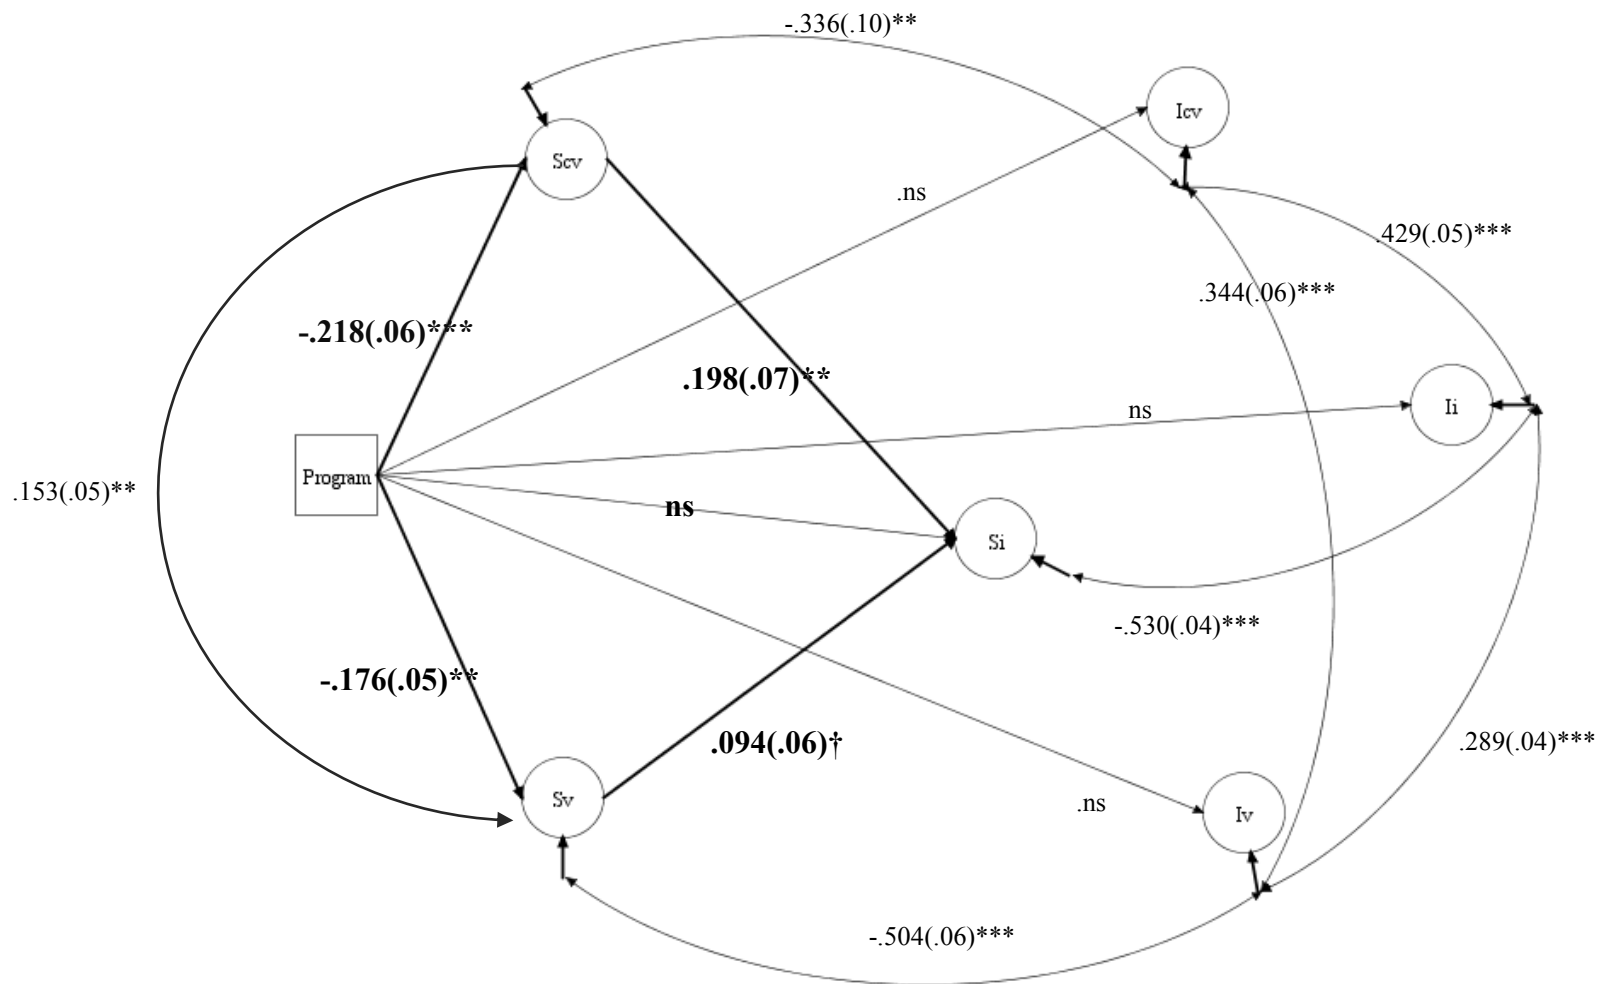 -.336(.10)**
Icv
Scv
.ns
.429(.05)***
.344(.06)***
-.218(.06)***
.198(.07)**
ns
Ii
Program
.153(.05)**
ns
Si
-.530(.04)***
-.176(.05)**
.094(.06)†
.289(.04)***
Sv
.ns
Iv
-.504(.06)***